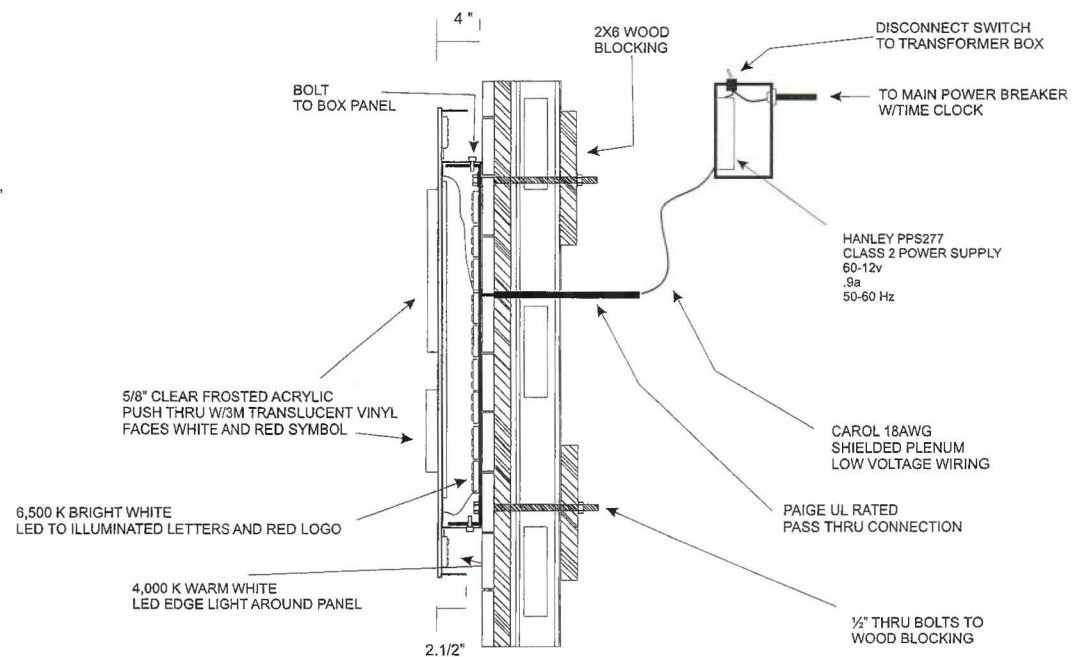 4 "
2X6 WOOD
BLOCKING
DISCONNECT SWITCH
TO TRANSFORMER BOX
BOLT
TO BOX PANEL
TO MAIN POWER BREAKER
W/TIME CLOCK
HANLEY PPS277
CLASS 2 POWER SUPPLY
60-12v
.9a
50-60 Hz
5/8" CLEAR FROSTED ACRYLIC
PUSH THRU W/3M TRANSLUCENT VINYL
FACES WHITE AND RED SYMBOL
CAROL 18AWG
SHIELDED PLENUM
LOW VOLTAGE WIRING
6,500 K BRIGHT WHITE
LED TO ILLUMINATED LETTERS AND RED LOGO
PAIGE UL RATED
PASS THRU CONNECTION
4,000 K WARM WHITE
LED EDGE LIGHT AROUND PANEL
½" THRU BOLTS TO
WOOD BLOCKING
2.1/2"